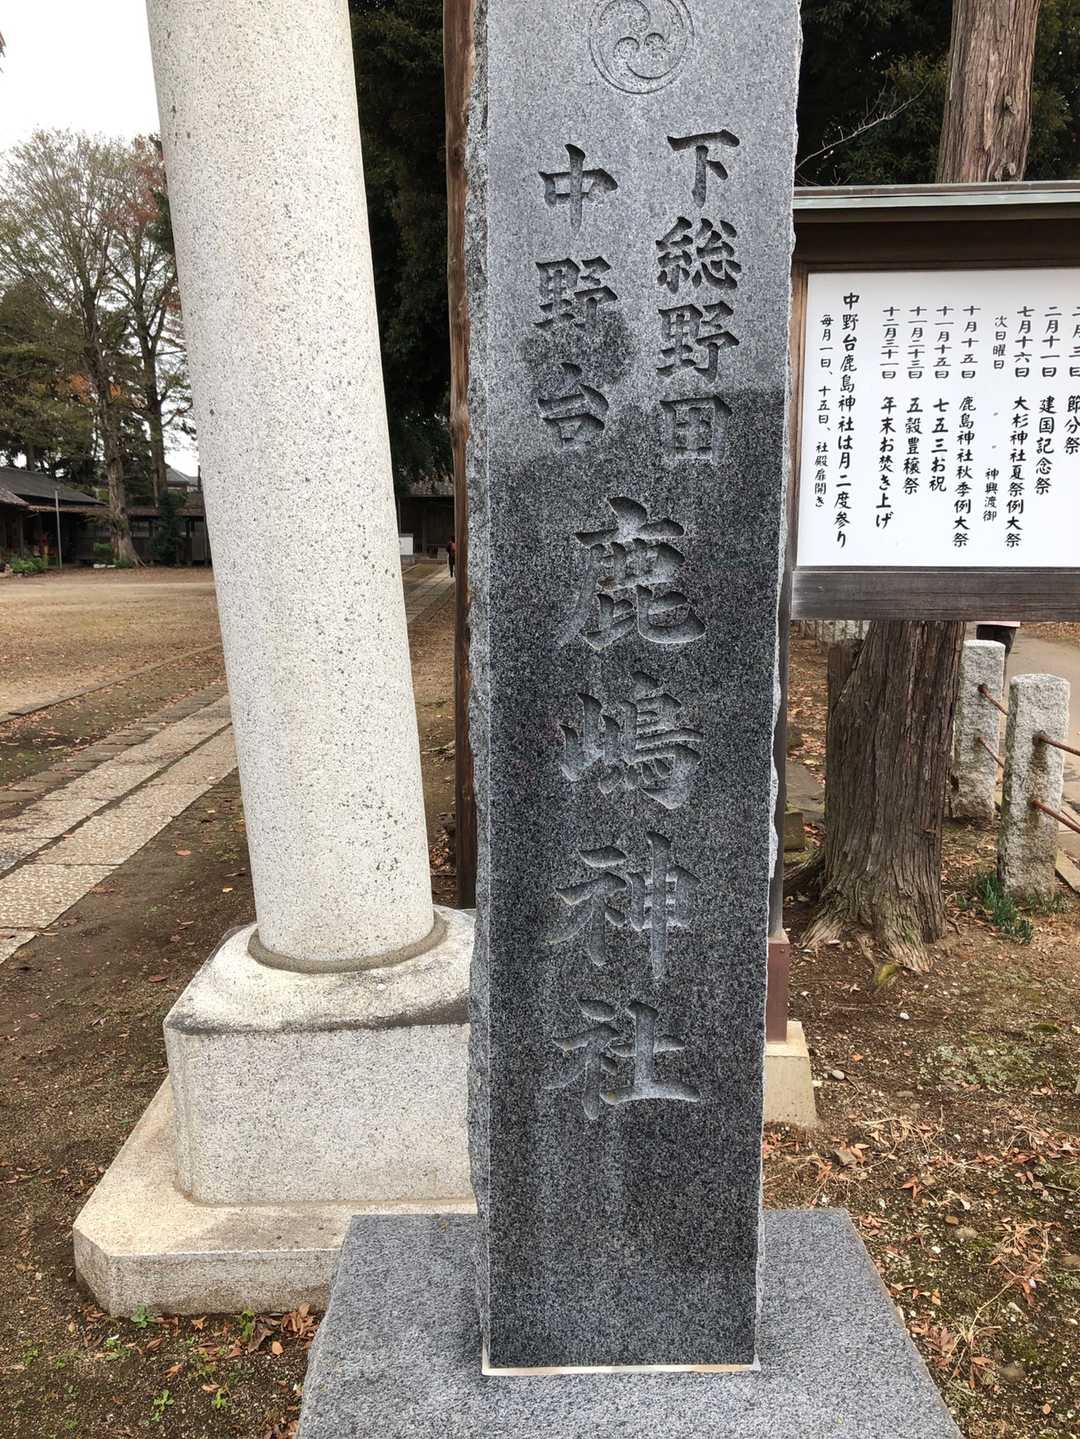 下総野田
中野台
鹿嶋神社
二月三日 節分祭
二月十一日 建国記念祭
七月十六日 大杉神社夏祭例大祭
次日曜日 〃 〃 神輿渡御
十月十五日 鹿島神社秋季例大祭
十一月十五日 七五三お祝
十一月二十三日 五穀豊穣祭
十二月三十一日 年末お焚き上げ
中野台鹿島神社は月二度参り
毎月一日、十五日、社殿扉開き